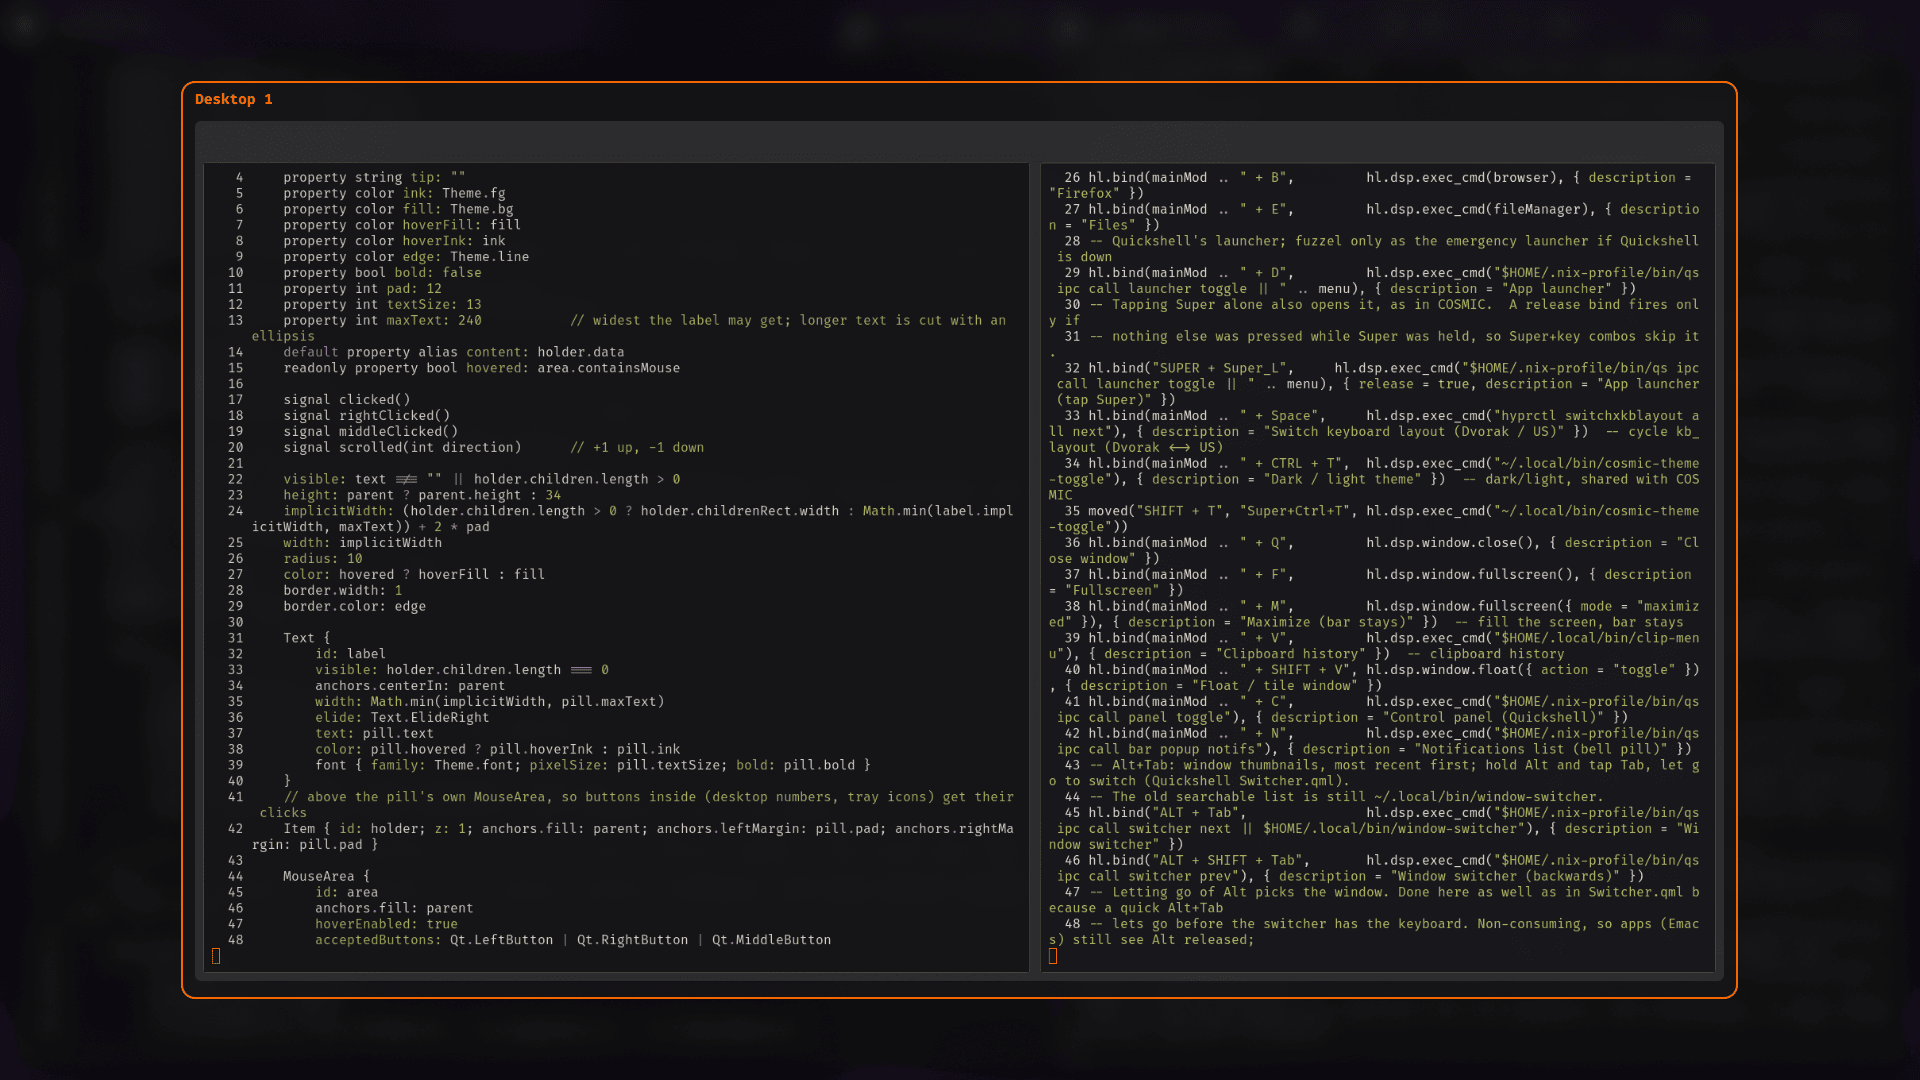 Desktop 1
4     property string tip: ""
5     property color ink: Theme.fg
6     property color fill: Theme.bg
7     property color hoverFill: fill
8     property color hoverInk: ink
9     property color edge: Theme.line
10     property bool bold: false
11     property int pad: 12
12     property int textSize: 13
13     property int maxText: 240           // widest the label may get; longer text is cut with an
ellipsis
14     default property alias content: holder.data
15     readonly property bool hovered: area.containsMouse
16
17     signal clicked()
18     signal rightClicked()
19     signal middleClicked()
20     signal scrolled(int direction)      // +1 up, -1 down
21
22     visible: text !== "" || holder.children.length > 0
23     height: parent ? parent.height : 34
24     implicitWidth: (holder.children.length > 0 ? holder.childrenRect.width : Math.min(label.impl
icitWidth, maxText)) + 2 * pad
25     width: implicitWidth
26     radius: 10
27     color: hovered ? hoverFill : fill
28     border.width: 1
29     border.color: edge
30
31     Text {
32         id: label
33         visible: holder.children.length === 0
34         anchors.centerIn: parent
35         width: Math.min(implicitWidth, pill.maxText)
36         elide: Text.ElideRight
37         text: pill.text
38         color: pill.hovered ? pill.hoverInk : pill.ink
39         font { family: Theme.font; pixelSize: pill.textSize; bold: pill.bold }
40     }
41     // above the pill's own MouseArea, so buttons inside (desktop numbers, tray icons) get their
clicks
42     Item { id: holder; z: 1; anchors.fill: parent; anchors.leftMargin: pill.pad; anchors.rightMa
rgin: pill.pad }
43
44     MouseArea {
45         id: area
46         anchors.fill: parent
47         hoverEnabled: true
48         acceptedButtons: Qt.LeftButton | Qt.RightButton | Qt.MiddleButton
26 hl.bind(mainMod .. " + B",         hl.dsp.exec_cmd(browser), { description =
"Firefox" })
27 hl.bind(mainMod .. " + E",         hl.dsp.exec_cmd(fileManager), { descriptio
n = "Files" })
28 -- Quickshell's launcher; fuzzel only as the emergency launcher if Quickshell
is down
29 hl.bind(mainMod .. " + D",         hl.dsp.exec_cmd("$HOME/.nix-profile/bin/qs
ipc call launcher toggle || " .. menu), { description = "App launcher" })
30 -- Tapping Super alone also opens it, as in COSMIC.  A release bind fires onl
y if
31 -- nothing else was pressed while Super was held, so Super+key combos skip it
.
32 hl.bind("SUPER + Super_L",     hl.dsp.exec_cmd("$HOME/.nix-profile/bin/qs ipc
call launcher toggle || " .. menu), { release = true, description = "App launcher
(tap Super)" })
33 hl.bind(mainMod .. " + Space",     hl.dsp.exec_cmd("hyprctl switchxkblayout a
ll next"), { description = "Switch keyboard layout (Dvorak / US)" })  -- cycle kb_
layout (Dvorak <-> US)
34 hl.bind(mainMod .. " + CTRL + T",  hl.dsp.exec_cmd("~/.local/bin/cosmic-theme
-toggle"), { description = "Dark / light theme" })  -- dark/light, shared with COS
MIC
35 moved("SHIFT + T", "Super+Ctrl+T", hl.dsp.exec_cmd("~/.local/bin/cosmic-theme
-toggle"))
36 hl.bind(mainMod .. " + Q",         hl.dsp.window.close(), { description = "Cl
ose window" })
37 hl.bind(mainMod .. " + F",         hl.dsp.window.fullscreen(), { description
= "Fullscreen" })
38 hl.bind(mainMod .. " + M",         hl.dsp.window.fullscreen({ mode = "maximiz
ed" }), { description = "Maximize (bar stays)" })  -- fill the screen, bar stays
39 hl.bind(mainMod .. " + V",         hl.dsp.exec_cmd("$HOME/.local/bin/clip-men
u"), { description = "Clipboard history" })  -- clipboard history
40 hl.bind(mainMod .. " + SHIFT + V", hl.dsp.window.float({ action = "toggle" })
, { description = "Float / tile window" })
41 hl.bind(mainMod .. " + C",         hl.dsp.exec_cmd("$HOME/.nix-profile/bin/qs
ipc call panel toggle"), { description = "Control panel (Quickshell)" })
42 hl.bind(mainMod .. " + N",         hl.dsp.exec_cmd("$HOME/.nix-profile/bin/qs
ipc call bar popup notifs"), { description = "Notifications list (bell pill)" })
43 -- Alt+Tab: window thumbnails, most recent first; hold Alt and tap Tab, let g
o to switch (Quickshell Switcher.qml).
44 -- The old searchable list is still ~/.local/bin/window-switcher.
45 hl.bind("ALT + Tab",               hl.dsp.exec_cmd("$HOME/.nix-profile/bin/qs
ipc call switcher next || $HOME/.local/bin/window-switcher"), { description = "Wi
ndow switcher" })
46 hl.bind("ALT + SHIFT + Tab",       hl.dsp.exec_cmd("$HOME/.nix-profile/bin/qs
ipc call switcher prev"), { description = "Window switcher (backwards)" })
47 -- Letting go of Alt picks the window. Done here as well as in Switcher.qml b
ecause a quick Alt+Tab
48 -- lets go before the switcher has the keyboard. Non-consuming, so apps (Emac
s) still see Alt released;